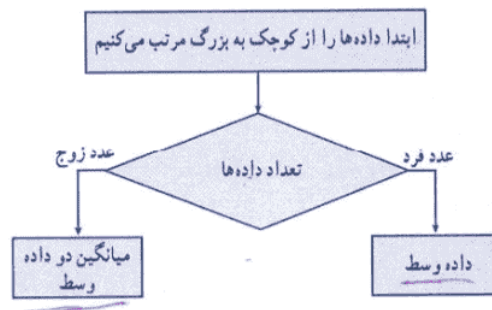 ابتدا داده‌ها را از کوچک به بزرگ مرتب می‌کنیم
عدد فرد
عدد زوج
تعداد داده‌ها
داده وسط
میانگین دو داده
وسط